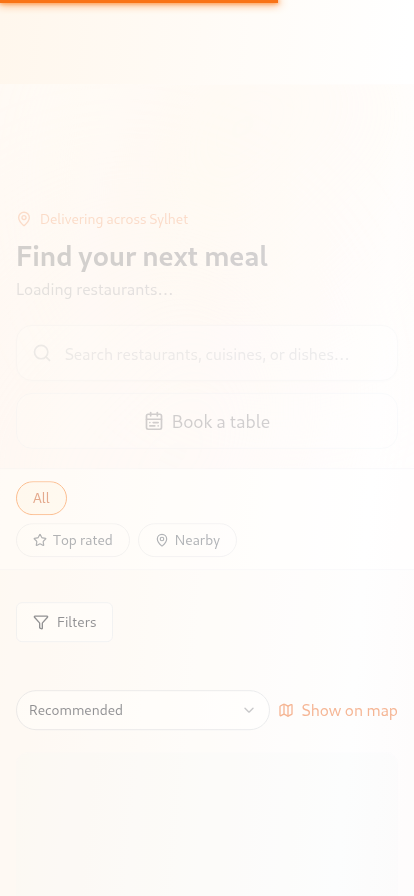 Delivering across Sylhet
Find your next meal
Loading restaurants...
Search restaurants, cuisines, or dishes...
Book a table
All
Top rated
Nearby
Filters
Recommended
Show on map